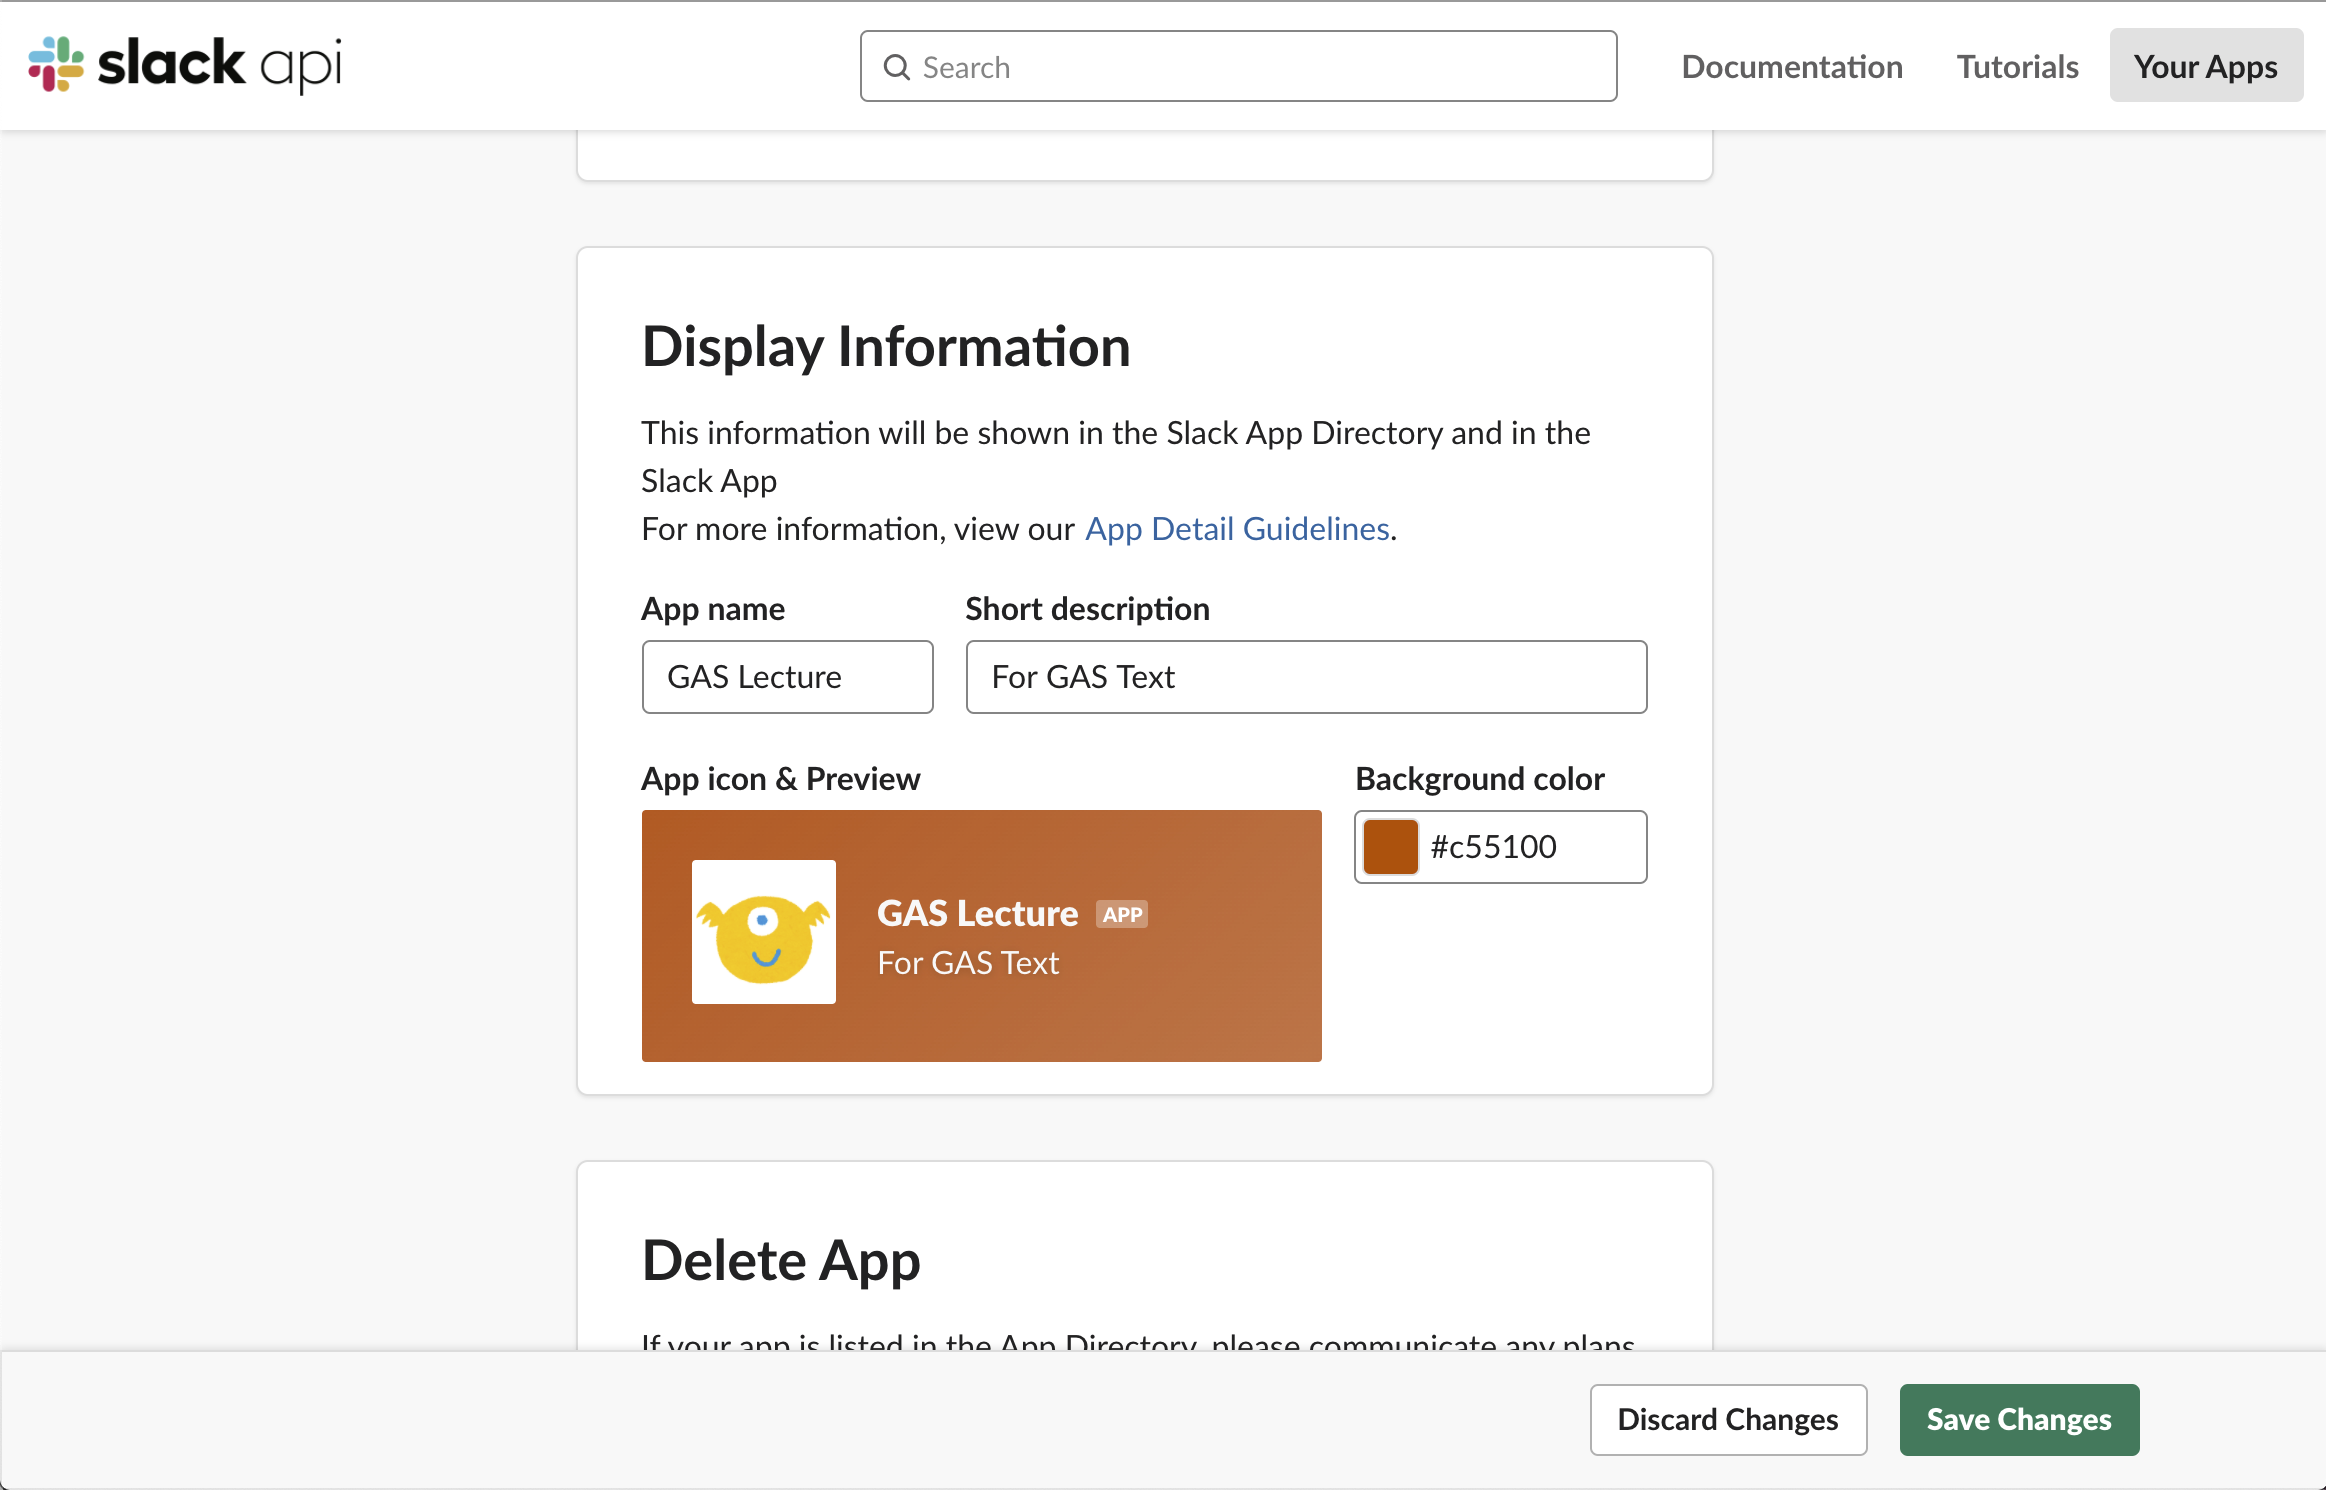 slack api
Search
Documentation
Tutorials
Your Apps
Display Information
This information will be shown in the Slack App Directory and in the
Slack App
For more information, view our App Detail Guidelines.
App name
Short description
GAS Lecture
For GAS Text
App icon & Preview
Background color
#c55100
GAS Lecture APP
For GAS Text
Delete App
If your app is listed in the App Directory, please communicate any plans
Discard Changes
Save Changes